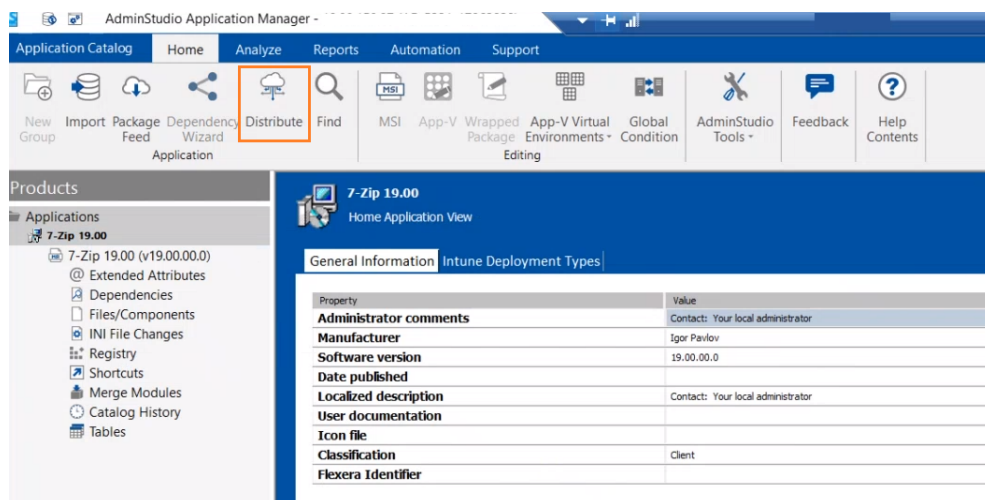 AdminStudio Application Manager -
Application Catalog Home Analyze Reports Automation Support
New Group
Import
Package Feed
Dependency Wizard
Distribute
Find
MSI
MSI
App-V
Wrapped Package
App-V Virtual Environments
Global Condition
AdminStudio Tools
Feedback
Help Contents
Application
Editing
Products
Applications
7-Zip 19.00
7-Zip 19.00 (v19.00.00.0)
Extended Attributes
Dependencies
Files/Components
INI File Changes
Registry
Shortcuts
Merge Modules
Catalog History
Tables
7-Zip 19.00
Home Application View
General Information Intune Deployment Types
Property Value
Administrator comments Contact: Your local administrator
Manufacturer Igor Pavlov
Software version 19.00.00.0
Date published
Localized description Contact: Your local administrator
User documentation
Icon file
Classification Client
Flexera Identifier